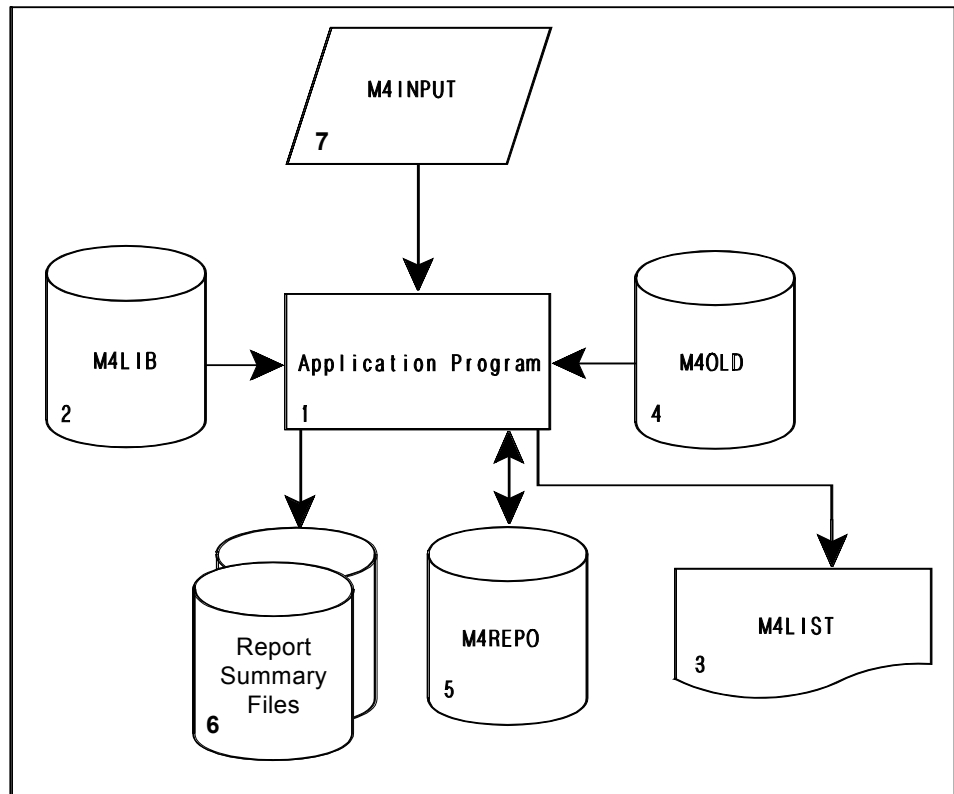 M4INPUT
7
M4LIB
2
Application Program
1
M4OLD
4
Report
Summary
Files
6
M4REPO
5
M4LIST
3